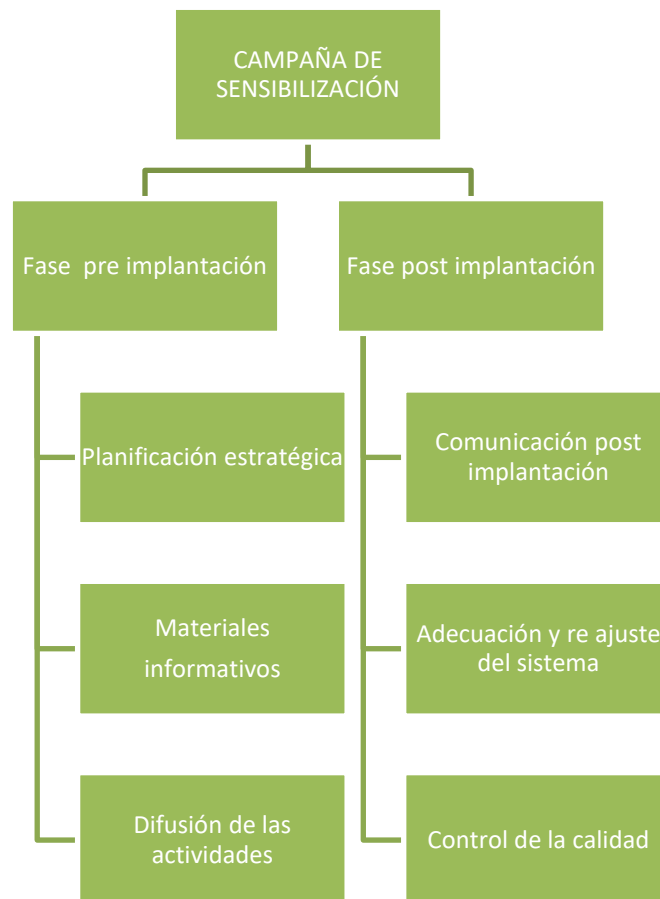 CAMPAÑA DE
SENSIBILIZACIÓN
Fase pre implantación
Fase post implantación
Planificación estratégica
Comunicación post
implantación
Materiales
informativos
Adecuación y re ajuste
del sistema
Difusión de las
actividades
Control de la calidad